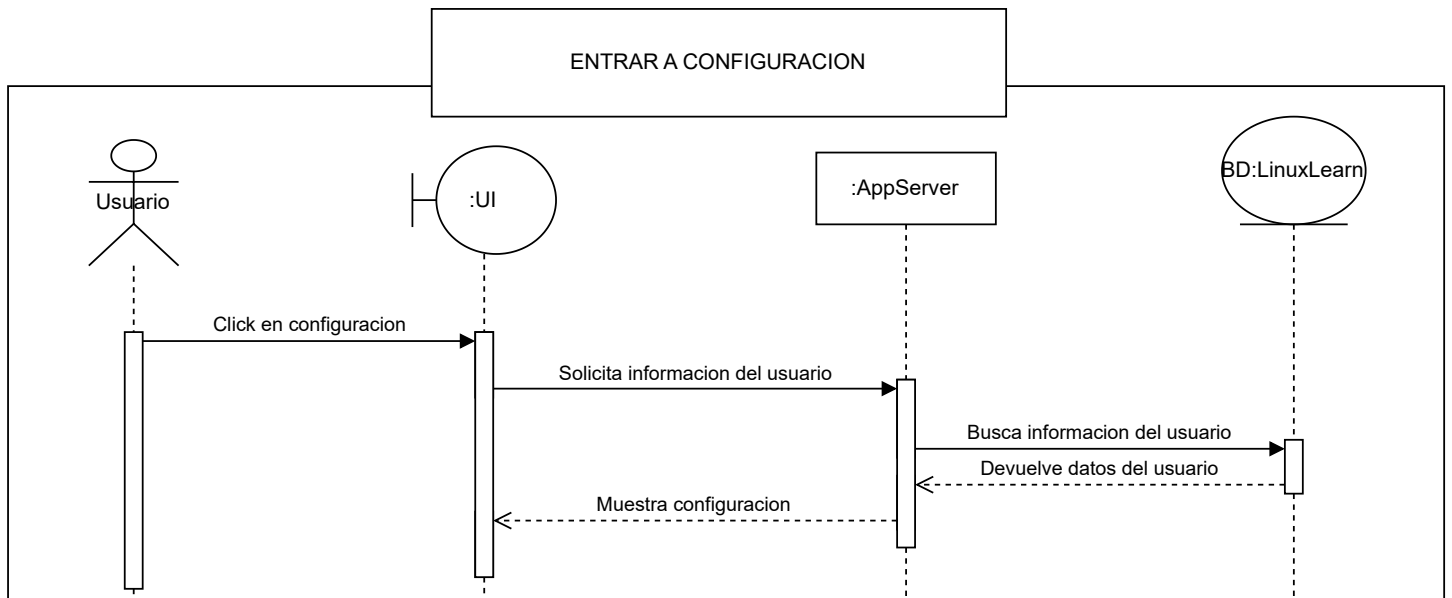 ENTRAR A CONFIGURACION
Usuario
:UI
:AppServer
BD:LinuxLearn
Click en configuracion
Solicita informacion del usuario
Busca informacion del usuario
Devuelve datos del usuario
Muestra configuracion